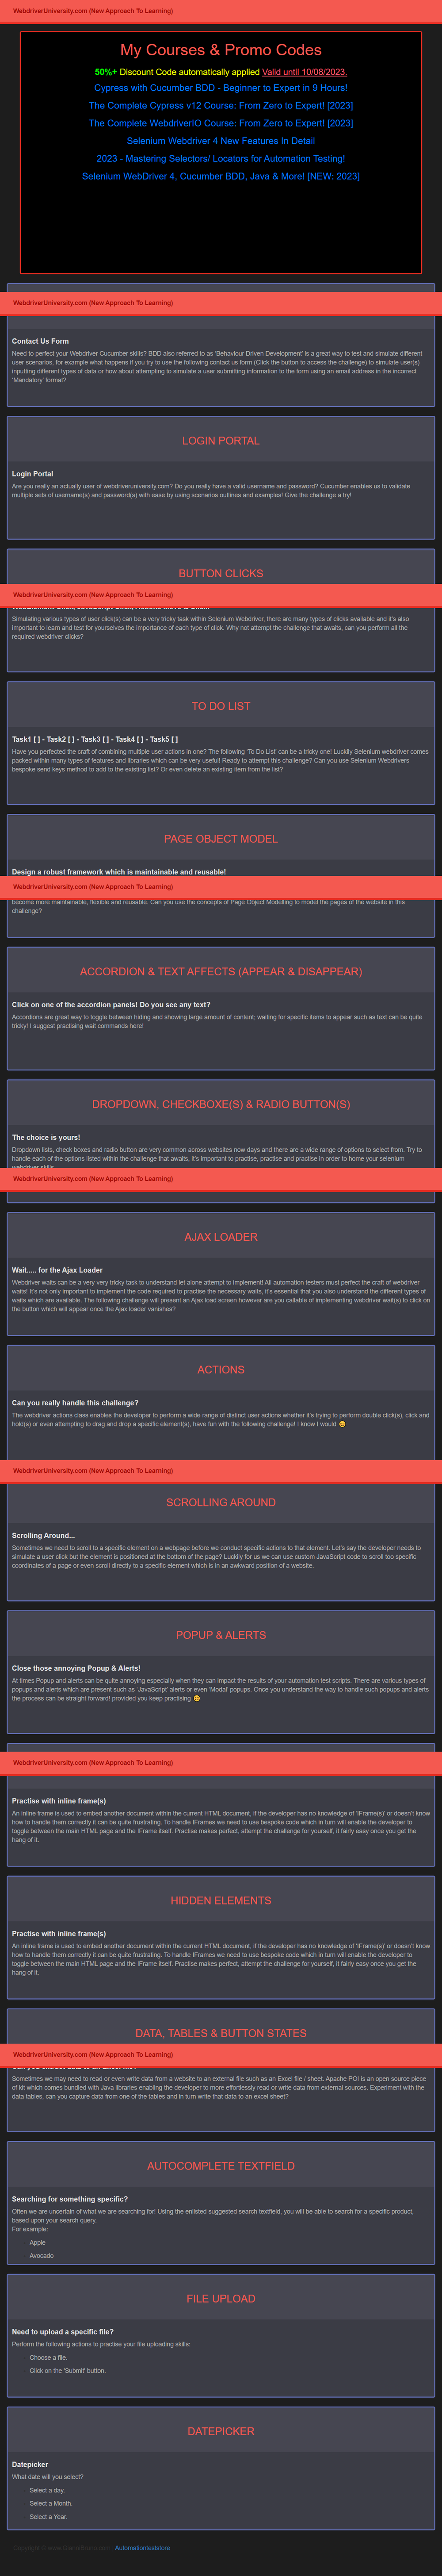 WebdriverUniversity.com (New Approach To Learning)
My Courses & Promo Codes
50%+ Discount Code automatically applied Valid until 10/08/2023.
Cypress with Cucumber BDD - Beginner to Expert in 9 Hours!
The Complete Cypress v12 Course: From Zero to Expert! [2023]
The Complete WebdriverIO Course: From Zero to Expert! [2023]
Selenium Webdriver 4 New Features In Detail
2023 - Mastering Selectors/ Locators for Automation Testing!
Selenium WebDriver 4, Cucumber BDD, Java & More! [NEW: 2023]
WebdriverUniversity.com (New Approach To Learning)
Contact Us Form
Need to perfect your Webdriver Cucumber skills? BDD also referred to as 'Behaviour Driven Development' is a great way to test and simulate different
user scenarios, for example what happens if you try to use the following contact us form (Click the button to access the challenge) to simulate user(s)
inputting different types of data or how about attempting to simulate a user submitting information to the form using an email address in the incorrect
'Mandatory' format?
LOGIN PORTAL
Login Portal
Are you really an actually user of webdriveruniversity.com? Do you really have a valid username and password? Cucumber enables us to validate
multiple sets of username(s) and password(s) with ease by using scenarios outlines and examples! Give the challenge a try!
BUTTON CLICKS
WebdriverUniversity.com (New Approach To Learning)
Simulating various types of user click(s) can be a very tricky task within Selenium Webdriver, there are many types of clicks available and it's also
important to learn and test for yourselves the importance of each type of click. Why not attempt the challenge that awaits, can you perform all the
required webdriver clicks?
TO DO LIST
Task1 [ ] - Task2 [ ] - Task3 [ ] - Task4 [ ] - Task5 [ ]
Have you perfected the craft of combining multiple user actions in one? The following 'To Do List' can be a tricky one! Luckily Selenium webdriver comes
packed within many types of features and libraries which can be very useful! Ready to attempt this challenge? Can you use Selenium Webdrivers
bespoke send keys method to add to the existing list? Or even delete an existing item from the list?
PAGE OBJECT MODEL
Design a robust framework which is maintainable and reusable!
WebdriverUniversity.com (New Approach To Learning)
become more maintainable, flexible and reusable. Can you use the concepts of Page Object Modelling to model the pages of the website in this
challenge?
ACCORDION & TEXT AFFECTS (APPEAR & DISAPPEAR)
Click on one of the accordion panels! Do you see any text?
Accordions are great way to toggle between hiding and showing large amount of content; waiting for specific items to appear such as text can be quite
tricky! I suggest practising wait commands here!
DROPDOWN, CHECKBOXE(S) & RADIO BUTTON(S)
The choice is yours!
Dropdown lists, check boxes and radio button are very common across websites now days and there are a wide range of options to select from. Try to
handle each of the options listed within the challenge that awaits, it's important to practise, practise and practise in order to home your selenium
WebdriverUniversity.com (New Approach To Learning)
AJAX LOADER
Wait..... for the Ajax Loader
Webdriver waits can be a very very tricky task to understand let alone attempt to implement! All automation testers must perfect the craft of webdriver
waits! It's not only important to implement the code required to practise the necessary waits, it's essential that you also understand the different types of
waits which are available. The following challenge will present an Ajax load screen however are you callable of implementing webdriver wait(s) to click on
the button which will appear once the Ajax loader vanishes?
ACTIONS
Can you really handle this challenge?
The webdriver actions class enables the developer to perform a wide range of distinct user actions whether it's trying to perform double click(s), click and
hold(s) or even attempting to drag and drop a specific element(s), have fun with the following challenge! I know I would 😄
WebdriverUniversity.com (New Approach To Learning)
SCROLLING AROUND
Scrolling Around...
Sometimes we need to scroll to a specific element on a webpage before we conduct specific actions to that element. Let's say the developer needs to
simulate a user click but the element is positioned at the bottom of the page? Luckily for us we can use custom JavaScript code to scroll too specific
coordinates of a page or even scroll directly to a specific element which is in an awkward position of a website.
POPUP & ALERTS
Close those annoying Popup & Alerts!
At times Popup and alerts can be quite annoying especially when they can impact the results of your automation test scripts. There are various types of
popups and alerts which are present such as 'JavaScript' alerts or even 'Modal' popups. Once you understand the way to handle such popups and alerts
the process can be straight forward! provided you keep practising 😄
WebdriverUniversity.com (New Approach To Learning)
Practise with inline frame(s)
An inline frame is used to embed another document within the current HTML document, if the developer has no knowledge of 'IFrame(s)' or doesn't know
how to handle them correctly it can be quite frustrating. To handle IFrames we need to use bespoke code which in turn will enable the developer to
toggle between the main HTML page and the IFrame itself. Practise makes perfect, attempt the challenge for yourself, it fairly easy once you get the
hang of it.
HIDDEN ELEMENTS
Practise with inline frame(s)
An inline frame is used to embed another document within the current HTML document, if the developer has no knowledge of 'IFrame(s)' or doesn't know
how to handle them correctly it can be quite frustrating. To handle IFrames we need to use bespoke code which in turn will enable the developer to
toggle between the main HTML page and the IFrame itself. Practise makes perfect, attempt the challenge for yourself, it fairly easy once you get the
hang of it.
DATA, TABLES & BUTTON STATES
WebdriverUniversity.com (New Approach To Learning)
Sometimes we may need to read or even write data from a website to an external file such as an Excel file / sheet. Apache POI is an open source piece
of kit which comes bundled with Java libraries enabling the developer to more effortlessly read or write data from external sources. Experiment with the
data tables, can you capture data from one of the tables and in turn write that data to an excel sheet?
AUTOCOMPLETE TEXTFIELD
Searching for something specific?
Often we are uncertain of what we are searching for! Using the enlisted suggested search textfield, you will be able to search for a specific product,
based upon your search query.
For example:
Apple
Avocado
FILE UPLOAD
Need to upload a specific file?
Perform the following actions to practise your file uploading skills:
Choose a file.
Click on the 'Submit' button.
DATEPICKER
Datepicker
What date will you select?
Select a day.
Select a Month.
Select a Year.
Automationteststore